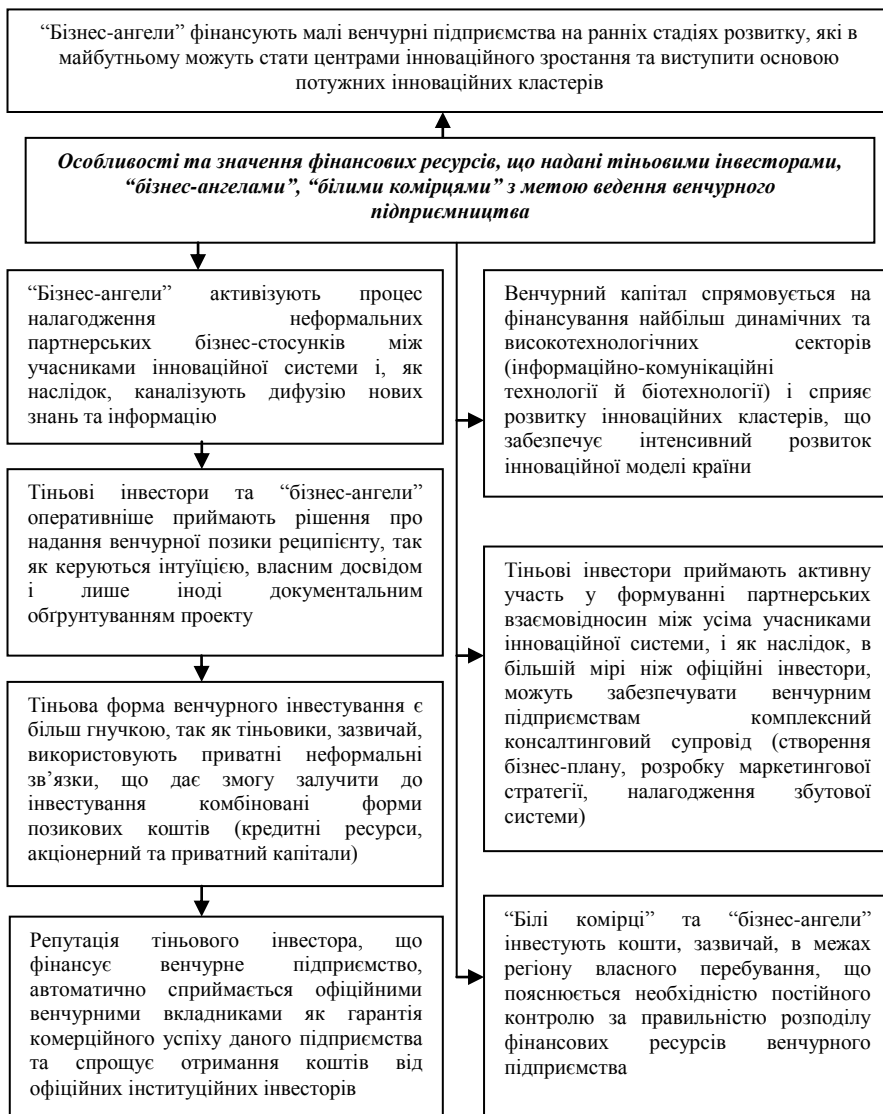 “Бізнес-ангели” фінансують малі венчурні підприємства на ранніх стадіях розвитку, які в
майбутньому можуть стати центрами інноваційного зростання та виступити основою
потужних інноваційних кластерів
Особливості та значення фінансових ресурсів, що надані тіньовими інвесторами,
“бізнес-ангелами”, “білими комірцями” з метою ведення венчурного
підприємництва
“Бізнес-ангели” активізують процес
налагодження неформальних
партнерських бізнес-стосунків між
учасниками інноваційної системи і, як
наслідок, каналізують дифузію нових
знань та інформацію
Тіньові інвестори та “бізнес-ангели”
оперативніше приймають рішення про
надання венчурної позики реципієнту, так
як керуються інтуїцією, власним досвідом
і лише іноді документальним
обґрунтуванням проекту
Тіньова форма венчурного інвестування є
більш гнучкою, так як тіньовики, зазвичай,
використовують приватні неформальні
зв’язки, що дає змогу залучити до
інвестування комбіновані форми
позикових коштів (кредитні ресурси,
акціонерний та приватний капітали)
Репутація тіньового інвестора, що
фінансує венчурне підприємство,
автоматично сприймається офіційними
венчурними вкладниками як гарантія
комерційного успіху даного підприємства
та спрощує отримання коштів від
офіційних інституційних інвесторів
Венчурний капітал спрямовується на
фінансування найбільш динамічних та
високотехнологічних секторів
(інформаційно-комунікаційні
технології й біотехнології) і сприяє
розвитку інноваційних кластерів, що
забезпечує інтенсивний розвиток
інноваційної моделі країни
Тіньові інвестори приймають активну
участь у формуванні партнерських
взаємовідносин між усіма учасниками
інноваційної системи, і як наслідок, в
більшій мірі ніж офіційні інвестори,
можуть забезпечувати венчурним
підприємствам комплексний
консалтинговий супровід (створення
бізнес-плану, розробку маркетингової
стратегії, налагодження збутової
системи)
“Білі комірці” та “бізнес-ангели”
інвестують кошти, зазвичай, в межах
регіону власного перебування, що
пояснюється необхідністю постійного
контролю за правильністю розподілу
фінансових ресурсів венчурного
підприємства